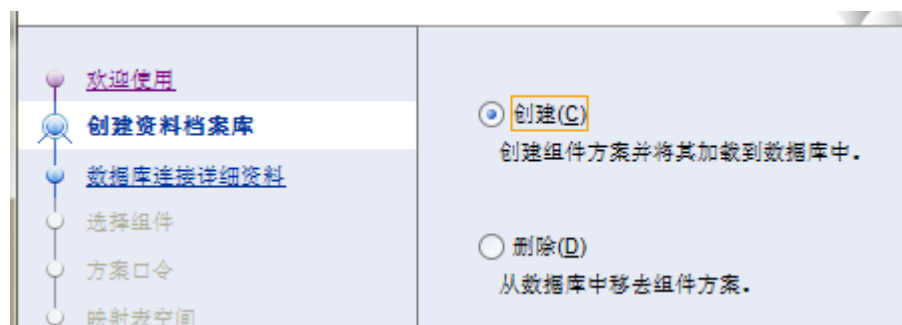 欢迎使用
创建资料档案库
数据库连接详细资料
选择组件
方案口令
映射表空间
创建(C)
创建组件方案并将其加载到数据库中.
删除(D)
从数据库中移去组件方案.